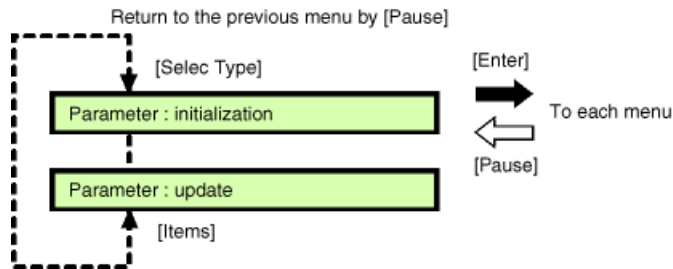 Return to the previous menu by [Pause]
[Selec Type]
[Enter]
Parameter : initialization
To each menu
[Pause]
Parameter : update
[Items]